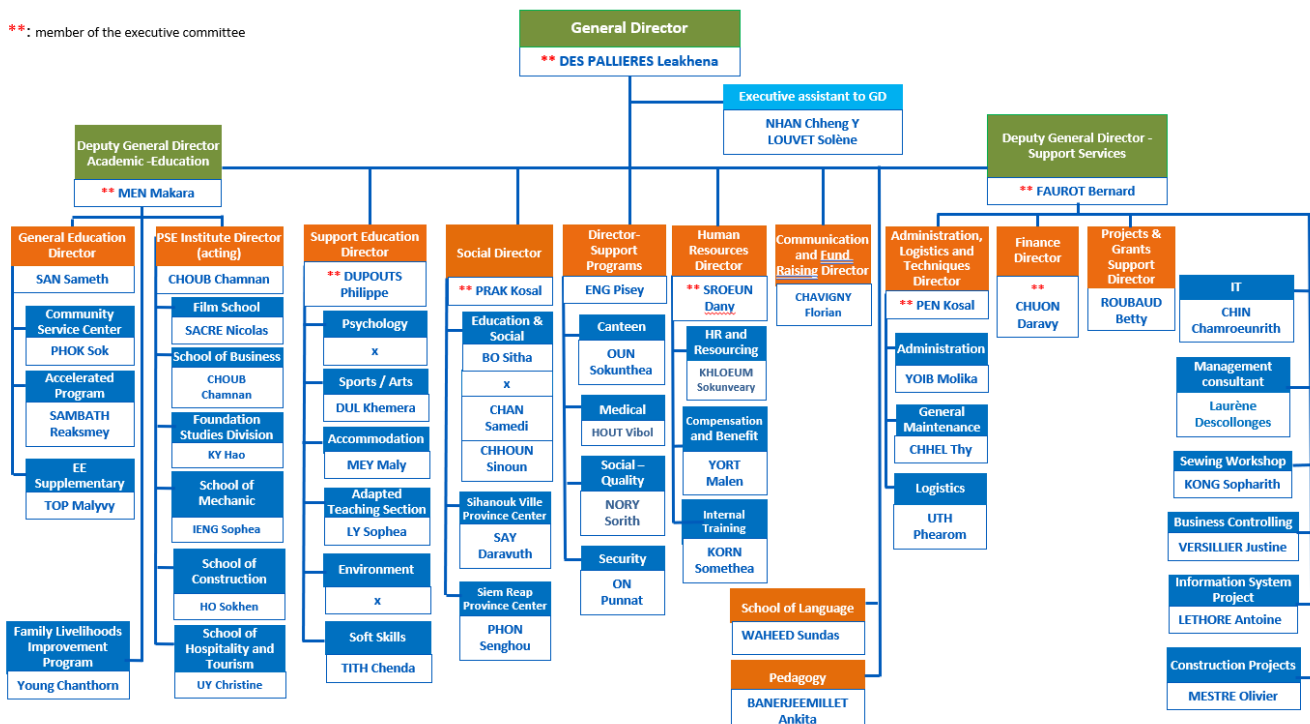 **: member of the executive committee
General Director
** DES PALLIERES Leakhena
Executive assistant to GD
NHAN Chheng Y
LOUVET Solène
Deputy General Director
Academic -Education
** MEN Makara
Deputy General Director -
Support Services
** FAUROT Bernard
General Education
Director
SAN Sameth
Community
Service Center
PHOK Sok
Accelerated
Program
SAMBATH
Reaksmey
EE
Supplementary
TOP Malyvy
Family Livelihoods
Improvement
Program
Young Chanthorn
PSE Institute Director
(acting)
CHOUB Chamnan
Film School
SACRE Nicolas
School of Business
CHOUB
Chamnan
Foundation
Studies Division
KY Hao
School of
Mechanic
IENG Sophea
School of
Construction
HO Sokhen
School of
Hospitality and
Tourism
UY Christine
Support Education
Director
** DUPOUTS
Philippe
Psychology
x
Sports / Arts
DUL Khemera
Accommodation
MEY Maly
Adapted
Teaching Section
LY Sophea
Environment
x
Soft Skills
TITH Chenda
Social Director
** PRAK Kosal
Education &
Social
BO Sitha
x
CHAN
Samedi
CHHOUN
Sinoun
Sihanouk Ville
Province Center
SAY
Daravuth
Siem Reap
Province Center
PHON
Senghou
Director-
Support
Programs
ENG Pisey
Canteen
OUN
Sokunthea
Medical
HOUT Vibol
Social –
Quality
NORY
Sorith
Security
ON
Punnat
Human
Resources
Director
** SROEUN
Dany
HR and
Resourcing
KHLOEUM
Sokunveary
Compensation
and Benefit
YORT
Malen
Internal
Training
KORN
Somethea
Communication
and Fund
Raising Director
CHAVIGNY
Florian
School of Language
WAHEED Sundas
Pedagogy
BANERJEEMILLET
Ankita
Administration,
Logistics and
Techniques
Director
** PEN Kosal
Administration
YOIB Molika
General
Maintenance
CHHEL Thy
Logistics
UTH
Phearom
Finance
Director
**
CHUON
Daravy
Projects &
Grants
Support
Director
ROUBAUD
Betty
IT
CHIN
Chamroeunrith
Management
consultant
Laurène
Descollonges
Sewing Workshop
KONG Sopharith
Business Controlling
VERSILLIER Justine
Information System
Project
LETHORE Antoine
Construction Projects
MESTRE Olivier